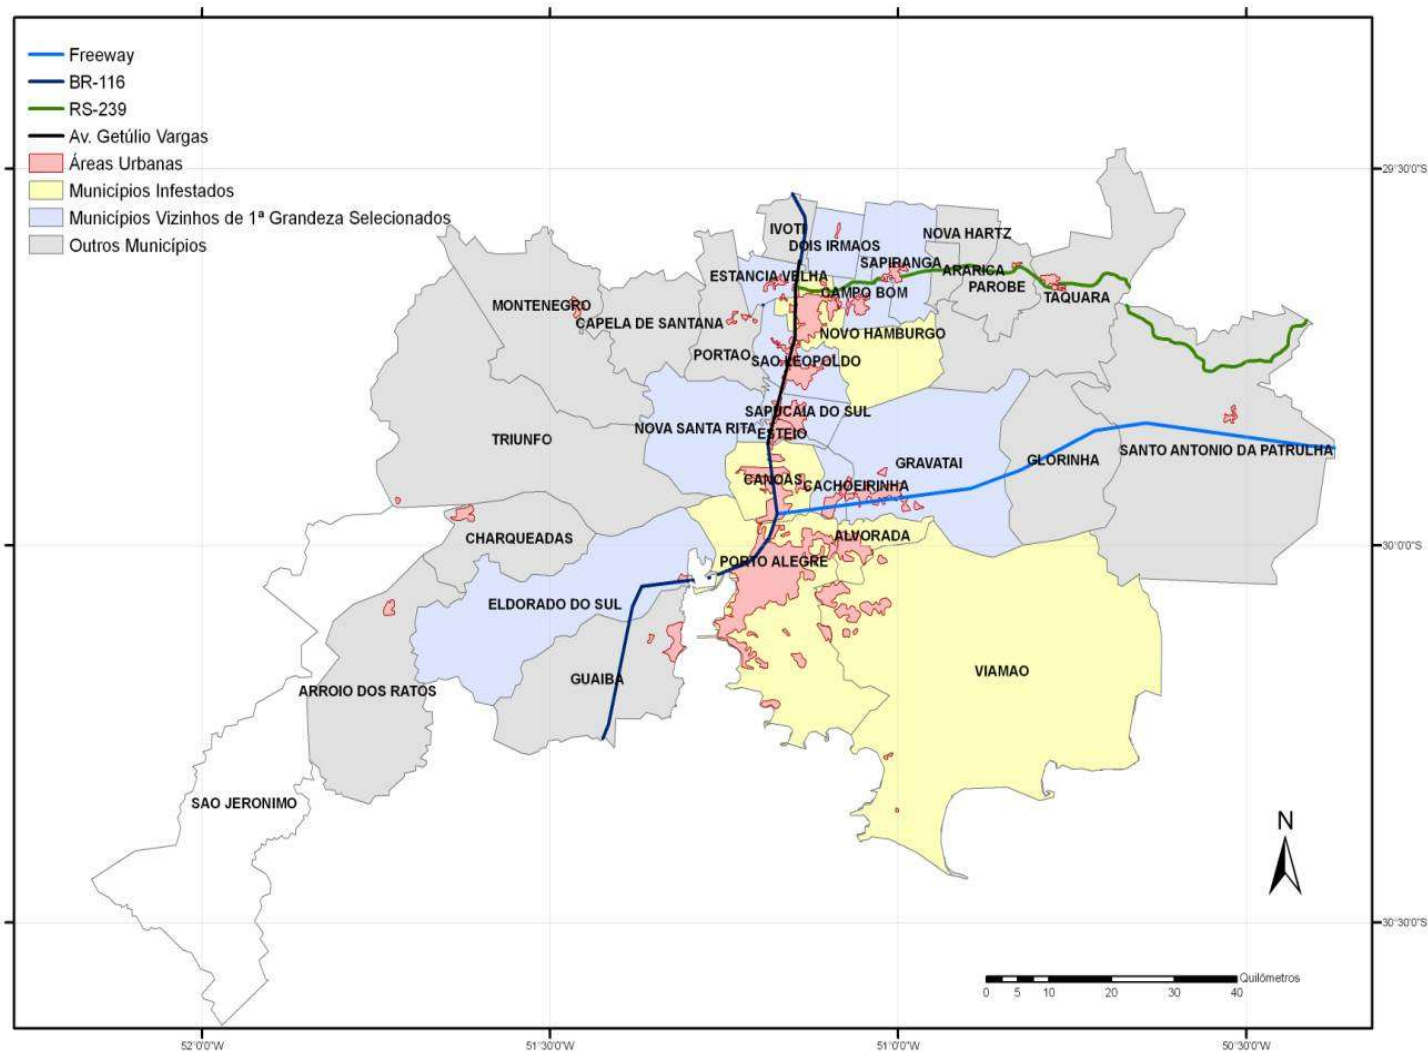 Freeway
BR-116
RS-239
Av. Getúlio Vargas
Áreas Urbanas
Municípios Infestados
Municípios Vizinhos de 1ª Grandeza Selecionados
Outros Municípios
29°30'0"S
IVOTI
NOVA HARTZ
DOIS IRMAOS
SAPIRANGA
ESTANCIA VELHA
ARARICA
CAMPO BOM
PAROBE
TAQUARA
MONTENEGRO
CAPELA DE SANTANA
NOVO HAMBURGO
PORTAO
SAO LEOPOLDO
SAPUCAIA DO SUL
NOVA SANTA RITA
ESTEIO
TRIUNFO
GRAVATAI
GLORINHA
SANTO ANTONIO DA PATRULHA
CANOAS
CACHOEIRINHA
CHARQUEADAS
ALVORADA
30°0'0"S
PORTO ALEGRE
ELDORADO DO SUL
VIAMAO
GUAIBA
ARROIO DOS RATOS
SAO JERONIMO
N
30°30'0"S
Quilômetros
0 5 10 20 30 40
52°0'0"W 51°30'0"W 51°0'0"W 50°30'0"W